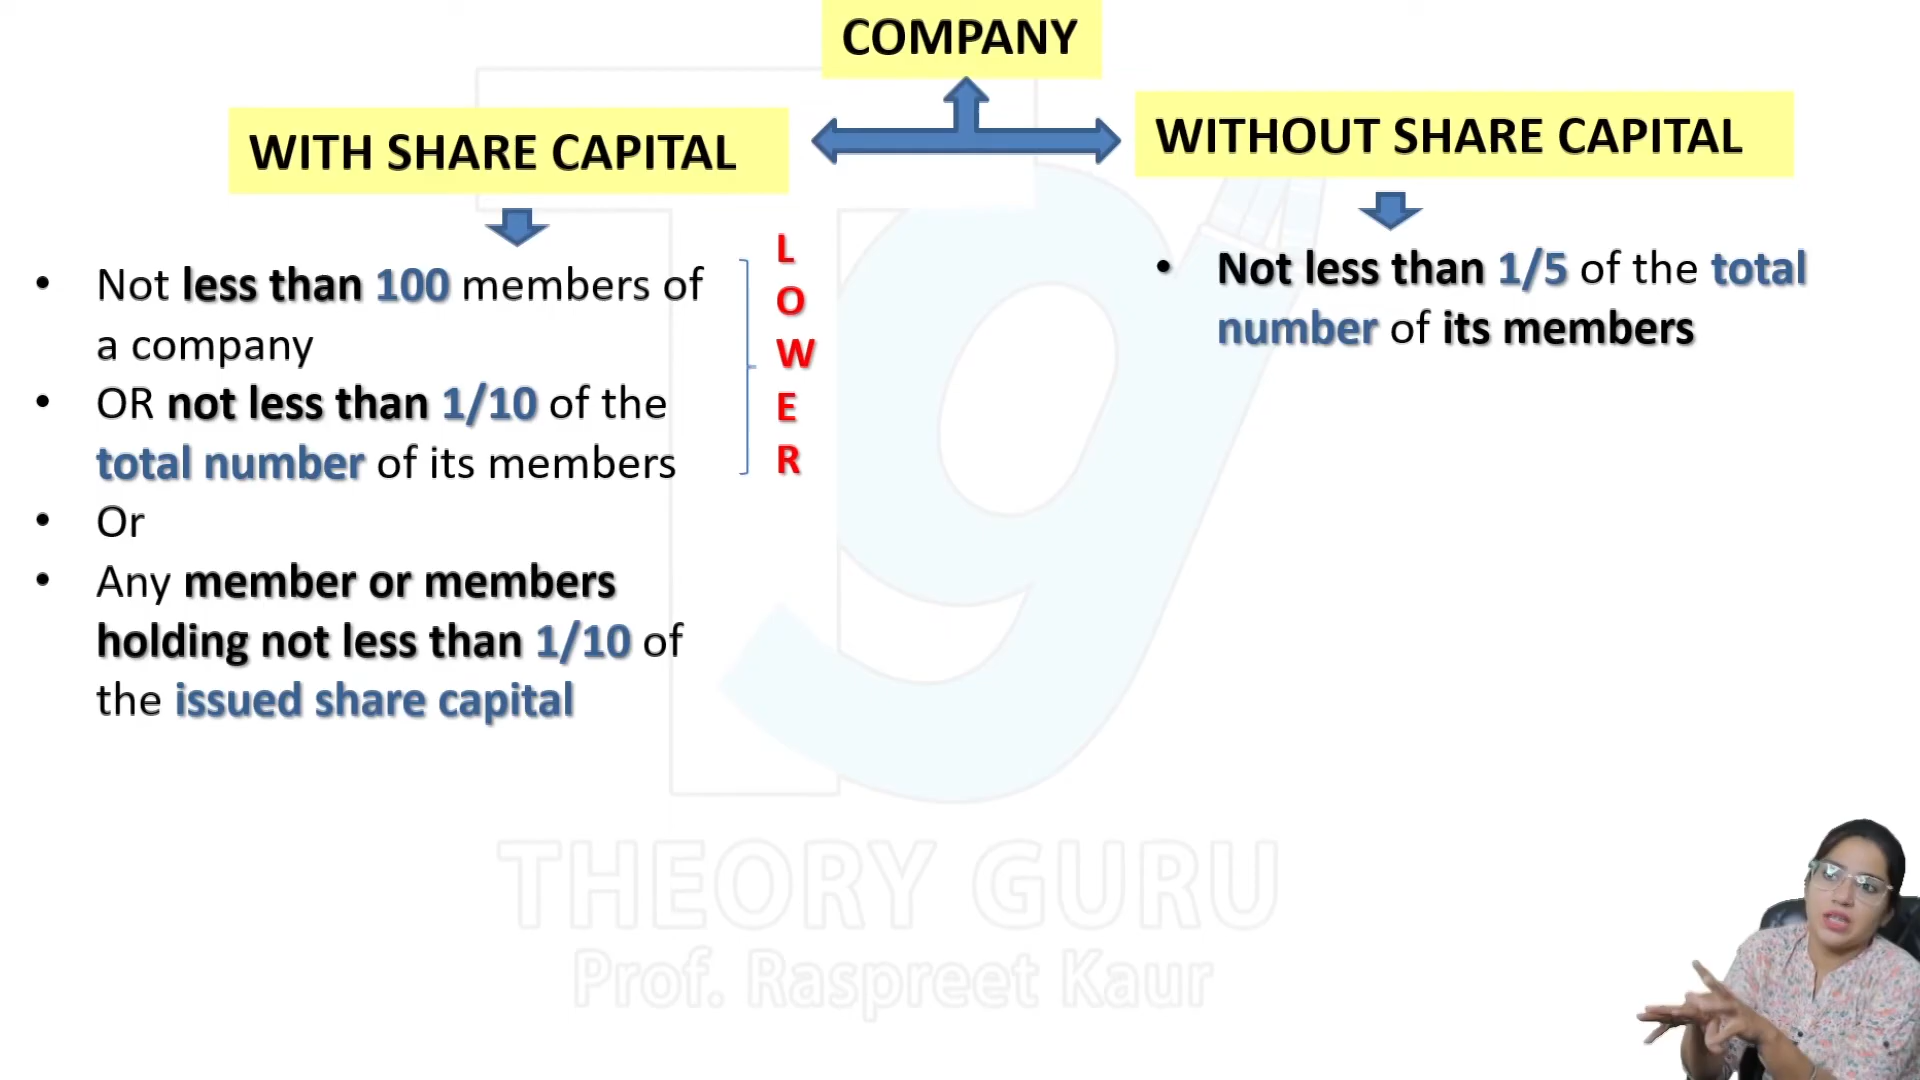 COMPANY
WITH SHARE CAPITAL
WITHOUT SHARE CAPITAL
• Not less than 100 members of
a company
• OR not less than 1/10 of the
total number of its members
• Or
• Any member or members
holding not less than 1/10 of
the issued share capital
L
O
W
E
R
• Not less than 1/5 of the total
number of its members
THEORY GURU
Prof. Raspreet Kaur